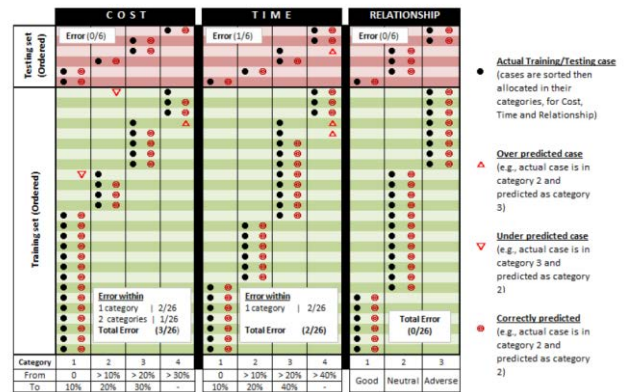 COST
TIME
RELATIONSHIP
Testing set
(Ordered)
Error (0/6)
Error (1/6)
Error (0/6)
Training set (Ordered)
Error within
1 category | 2/26
2 categories | 1/26
Total Error (3/26)
Error within
1 category | 2/26
Total Error (2/26)
Total Error
(0/26)
Category 1 2 3 4 1 2 3 4 1 2 3
From 0 > 10% > 20% > 30% 0 > 10% > 20% > 40% Good Neutral Adverse
To 10% 20% 30% - 10% 20% 40% -
Actual Training/Testing case
(cases are sorted then
allocated in their
categories, for Cost,
Time and Relationship)
Over predicted case
(e.g., actual case is in
category 2 and
predicted as category
3)
Under predicted case
(e.g., actual case is in
category 3 and
predicted as category
2)
Correctly predicted
(e.g., actual case is in
category 2 and
predicted as category
2)